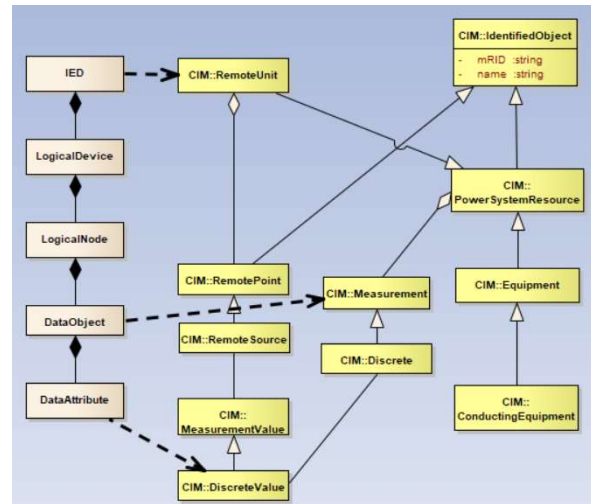 CIM::IdentifiedObject
- mRID :string
- name :string
IED
CIM::RemoteUnit
LogicalDevice
CIM::
PowerSystemResource
LogicalNode
CIM::RemotePoint
CIM::Measurement
CIM::Equipment
DataObject
CIM::RemoteSource
CIM::Discrete
DataAttribute
CIM::
MeasurementValue
CIM::
ConductingEquipment
CIM::DiscreteValue